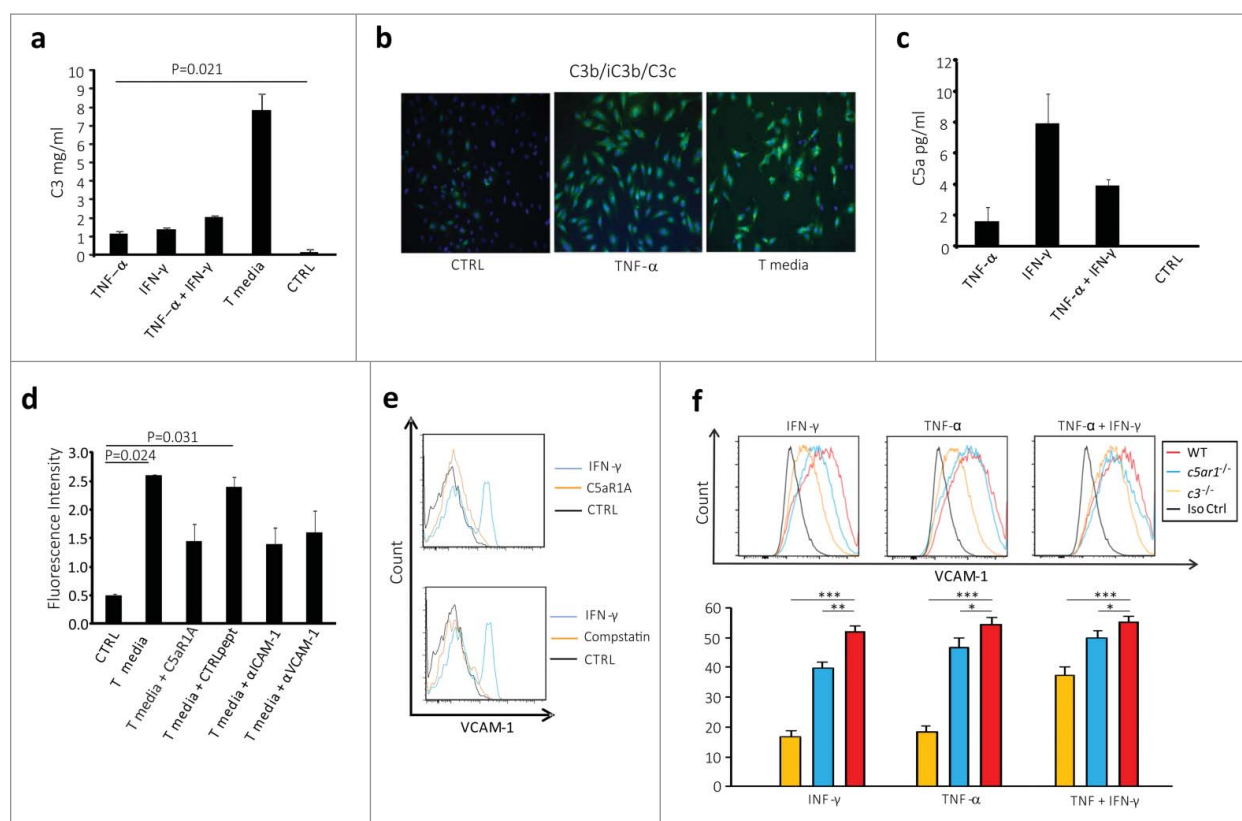 a
P=0.021
C3 mg/ml
9
8
7
6
5
4
3
2
1
0
TNF–α
IFN-γ
TNF–α + IFN-γ
T media
CTRL
b
C3b/iC3b/C3c
CTRL
TNF-α
T media
c
C5a pg/ml
12
10
8
6
4
2
0
TNF-α
IFN-γ
TNF-α + IFN-γ
CTRL
d
P=0.031
P=0.024
Fluorescence Intensity
3.0
2.5
2.0
1.5
1.0
0.5
0.0
CTRL
T media
T media + C5aR1A
T media + CTRLpept
T media + αICAM-1
T media + αVCAM-1
e
IFN-γ
C5aR1A
CTRL
Count
IFN-γ
Compstatin
CTRL
VCAM-1
f
IFN-γ
TNF-α
TNF-α + IFN-γ
WT
c5ar1-/-
c3-/-
Iso Ctrl
Count
VCAM-1
*** *** ***
** * *
60
50
40
30
20
10
0
INF-γ
TNF-α
TNF + IFN-γ